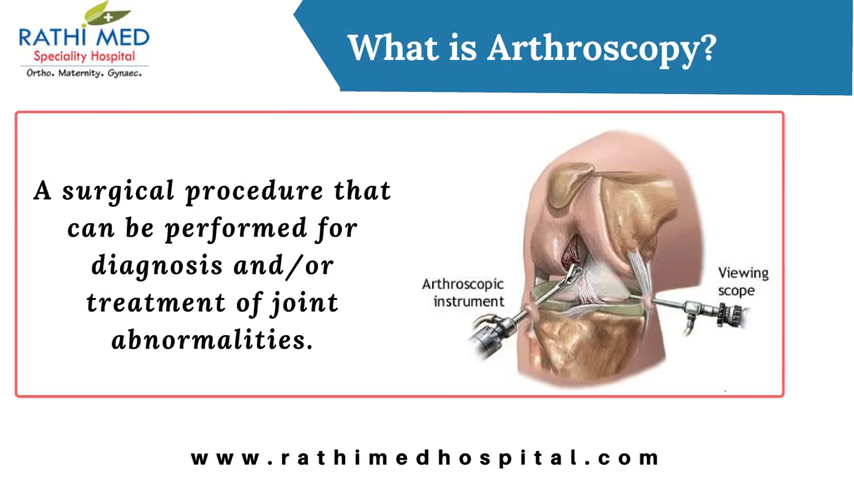 RATHI MED
Speciality Hospital
Ortho. Maternity. Gynaec.
What is Arthroscopy?
A surgical procedure that
can be performed for
diagnosis and/or
treatment of joint
abnormalities.
Arthroscopic
instrument
Viewing
scope
www.rathimedhospital.com